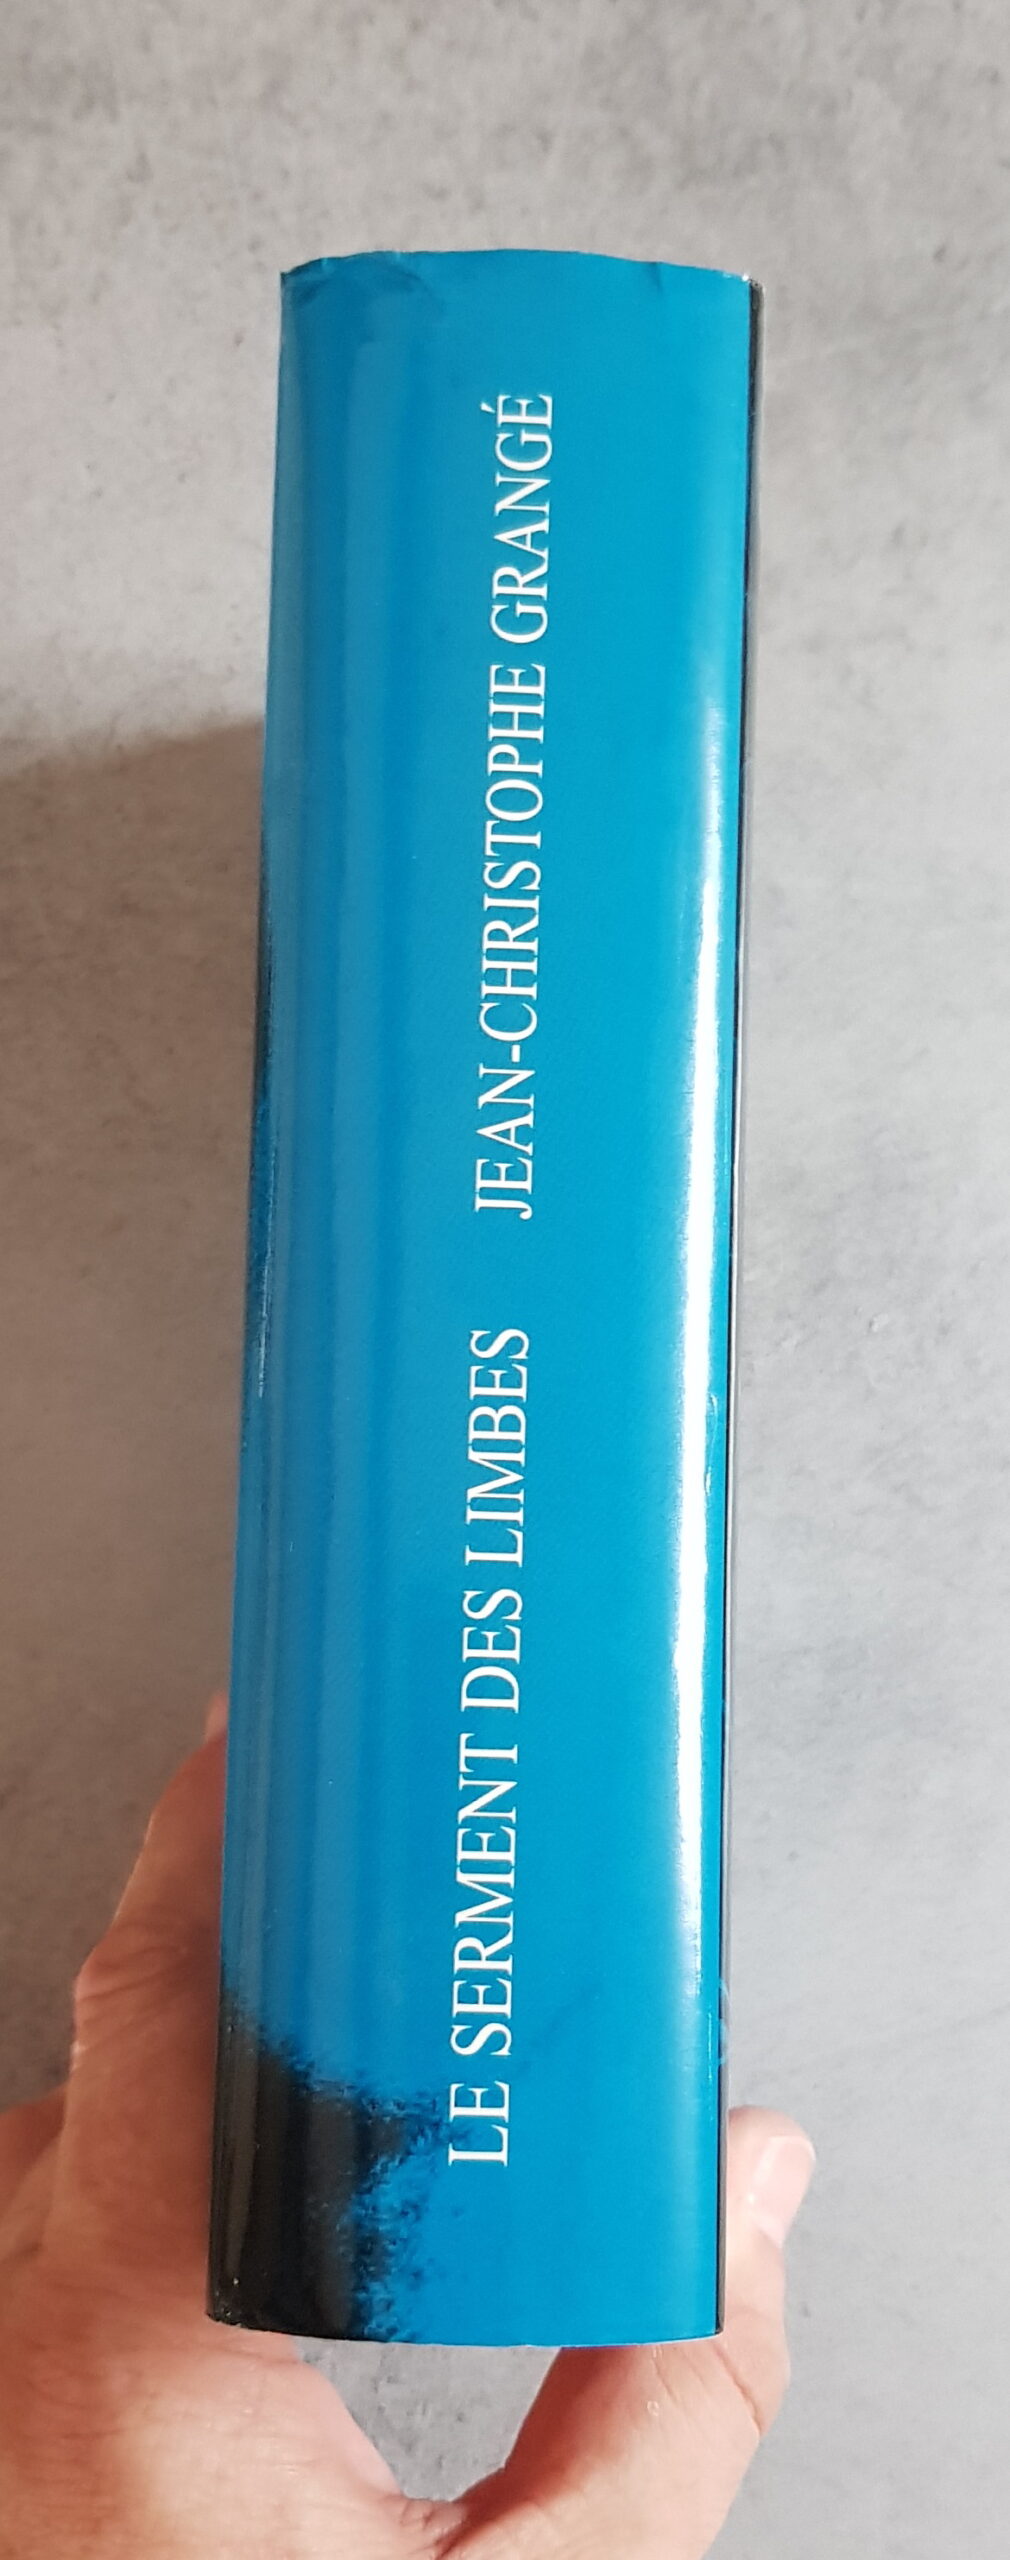 LE SERMENT DES LIMBES JEAN-CHRISTOPHE GRANGÉ